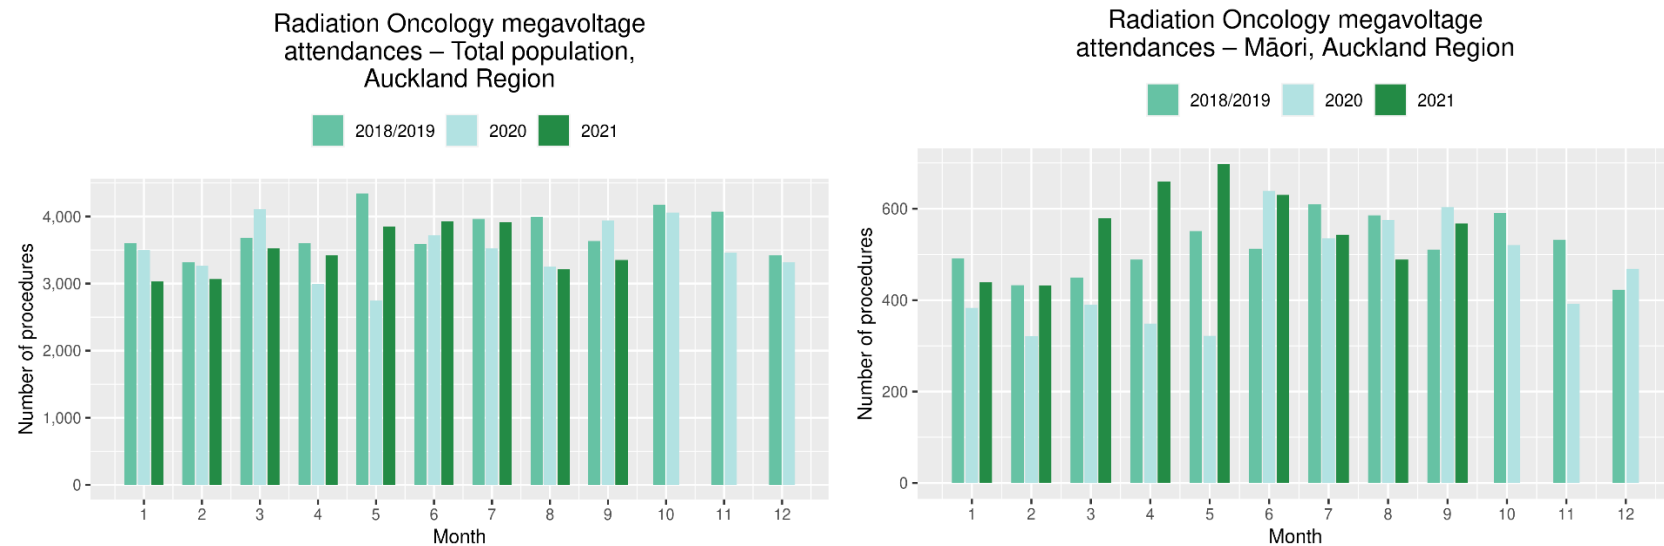 Radiation Oncology megavoltage
attendances – Total population,
Auckland Region
2018/2019 2020 2021
Number of procedures
4,000
3,000
2,000
1,000
0
1 2 3 4 5 6 7 8 9 10 11 12
Month
Radiation Oncology megavoltage
attendances – Māori, Auckland Region
2018/2019 2020 2021
Number of procedures
600
400
200
0
1 2 3 4 5 6 7 8 9 10 11 12
Month